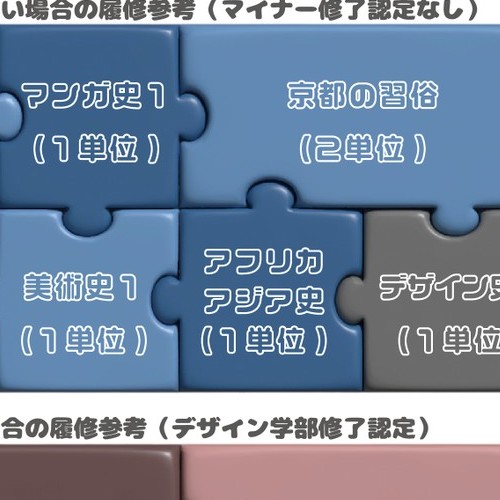 い場合の履修参考（マイナー修了認定なし）
マンガ史１
（１単位）
京都の習俗
（２単位）
美術史１
（１単位）
アフリカ
アジア史
（１単位）
デザイン史
（１単位
合の履修参考（デザイン学部修了認定）